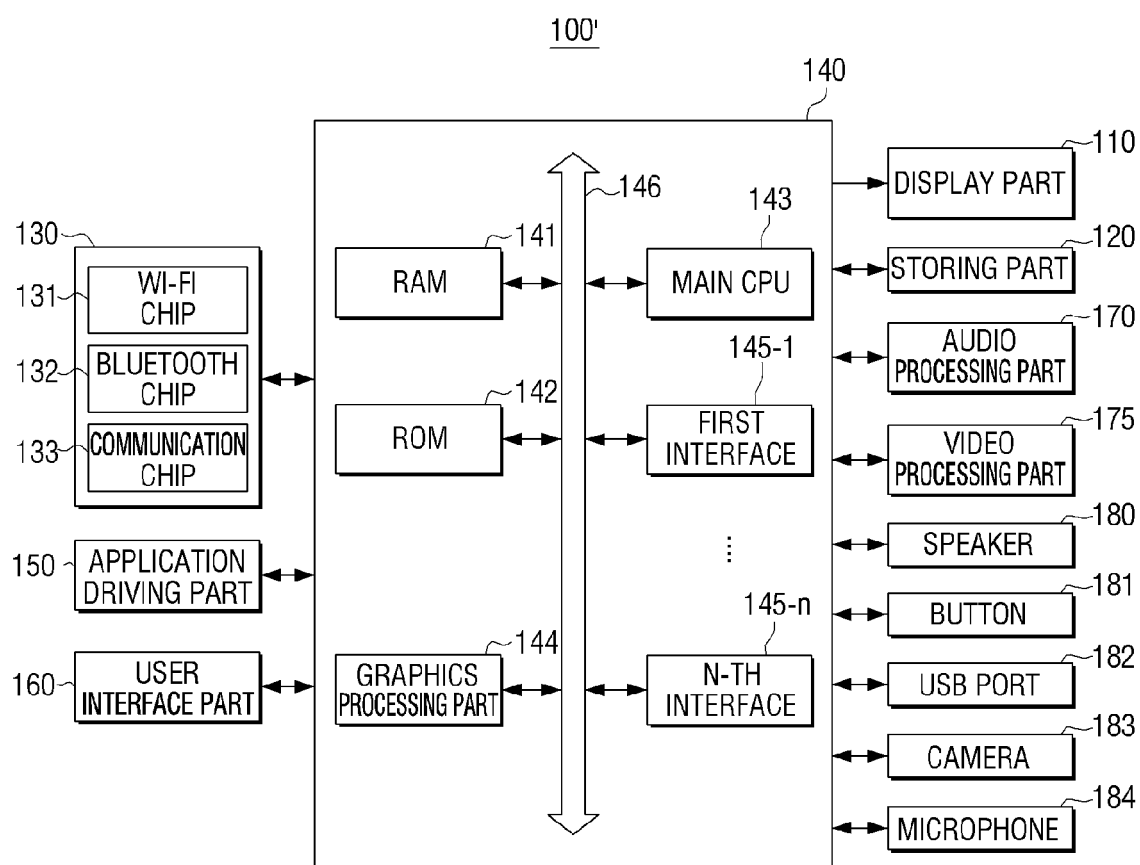 100'
140
110
DISPLAY PART
146
143
141
130
120
131
WI-FI
CHIP
RAM
MAIN CPU
STORING PART
170
145-1
132
BLUETOOTH
CHIP
AUDIO
PROCESSING PART
142
133
COMMUNICATION
CHIP
ROM
FIRST
INTERFACE
175
VIDEO
PROCESSING PART
180
150
APPLICATION
DRIVING PART
SPEAKER
181
145-n
BUTTON
144
182
160
USER
INTERFACE PART
GRAPHICS
PROCESSING PART
N-TH
INTERFACE
USB PORT
183
CAMERA
184
MICROPHONE